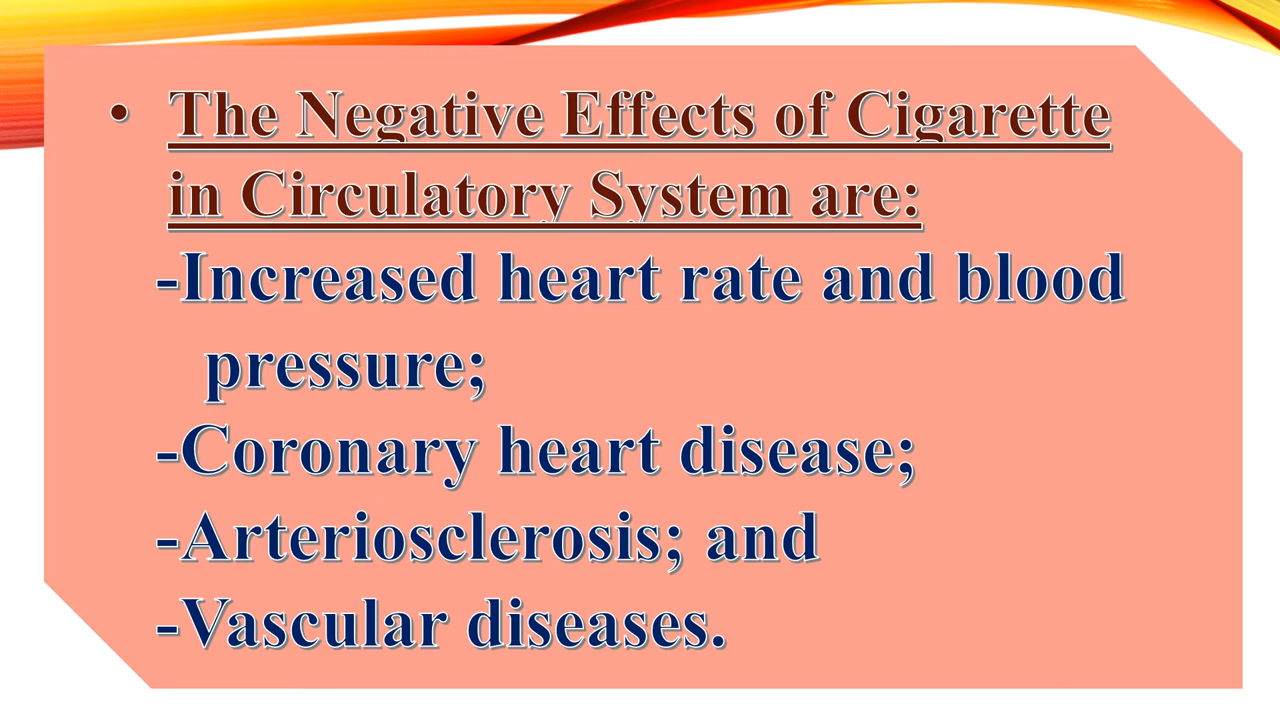 • The Negative Effects of Cigarette
in Circulatory System are:
-Increased heart rate and blood
pressure;
-Coronary heart disease;
-Arteriosclerosis; and
-Vascular diseases.